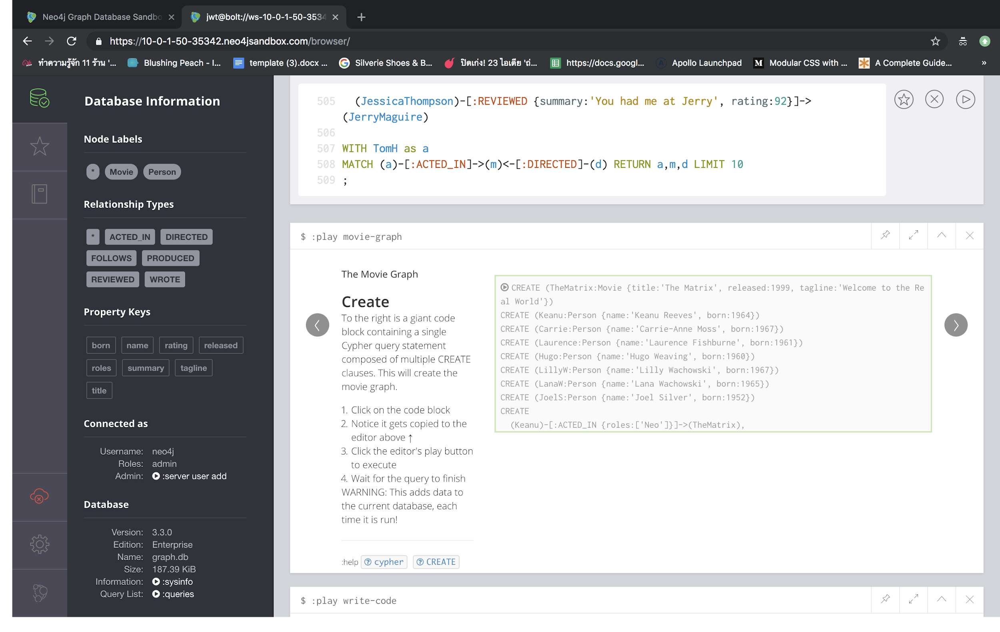 Neo4j Graph Database Sandbo
jwt@bolt://ws-10-0-1-50-3534
https://10-0-1-50-35342.neo4jsandbox.com/browser/
ทำความรู้จัก 11 ร้าน '...
Blushing Peach - I...
template (3).docx ...
Silverie Shoes & B...
ปิดเก่ง! 23 ไอเดีย 'ถ่...
https://docs.googl...
Apollo Launchpad
M Modular CSS with ...
A Complete Guide...
»
Database Information
Node Labels
* Movie Person
Relationship Types
* ACTED_IN DIRECTED
FOLLOWS PRODUCED
REVIEWED WROTE
Property Keys
born name rating released
roles summary tagline
title
Connected as
Username: neo4j
Roles: admin
Admin: :server user add
Database
Version: 3.3.0
Edition: Enterprise
Name: graph.db
Size: 187.39 KiB
Information: :sysinfo
Query List: :queries
505 (JessicaThompson)-[:REVIEWED {summary:'You had me at Jerry', rating:92}]->
(JerryMaguire)
506
507 WITH TomH as a
508 MATCH (a)-[:ACTED_IN]->(m)<-[:DIRECTED]-(d) RETURN a,m,d LIMIT 10
509 ;
$ :play movie-graph
The Movie Graph
Create
To the right is a giant code
block containing a single
Cypher query statement
composed of multiple CREATE
clauses. This will create the
movie graph.
1. Click on the code block
2. Notice it gets copied to the
editor above ↑
3. Click the editor's play button
to execute
4. Wait for the query to finish
WARNING: This adds data to
the current database, each
time it is run!
:help cypher CREATE
CREATE (TheMatrix:Movie {title:'The Matrix', released:1999, tagline:'Welcome to the Re
al World'})
CREATE (Keanu:Person {name:'Keanu Reeves', born:1964})
CREATE (Carrie:Person {name:'Carrie-Anne Moss', born:1967})
CREATE (Laurence:Person {name:'Laurence Fishburne', born:1961})
CREATE (Hugo:Person {name:'Hugo Weaving', born:1960})
CREATE (LillyW:Person {name:'Lilly Wachowski', born:1967})
CREATE (LanaW:Person {name:'Lana Wachowski', born:1965})
CREATE (JoelS:Person {name:'Joel Silver', born:1952})
CREATE
(Keanu)-[:ACTED_IN {roles:['Neo']}]->(TheMatrix),
$ :play write-code